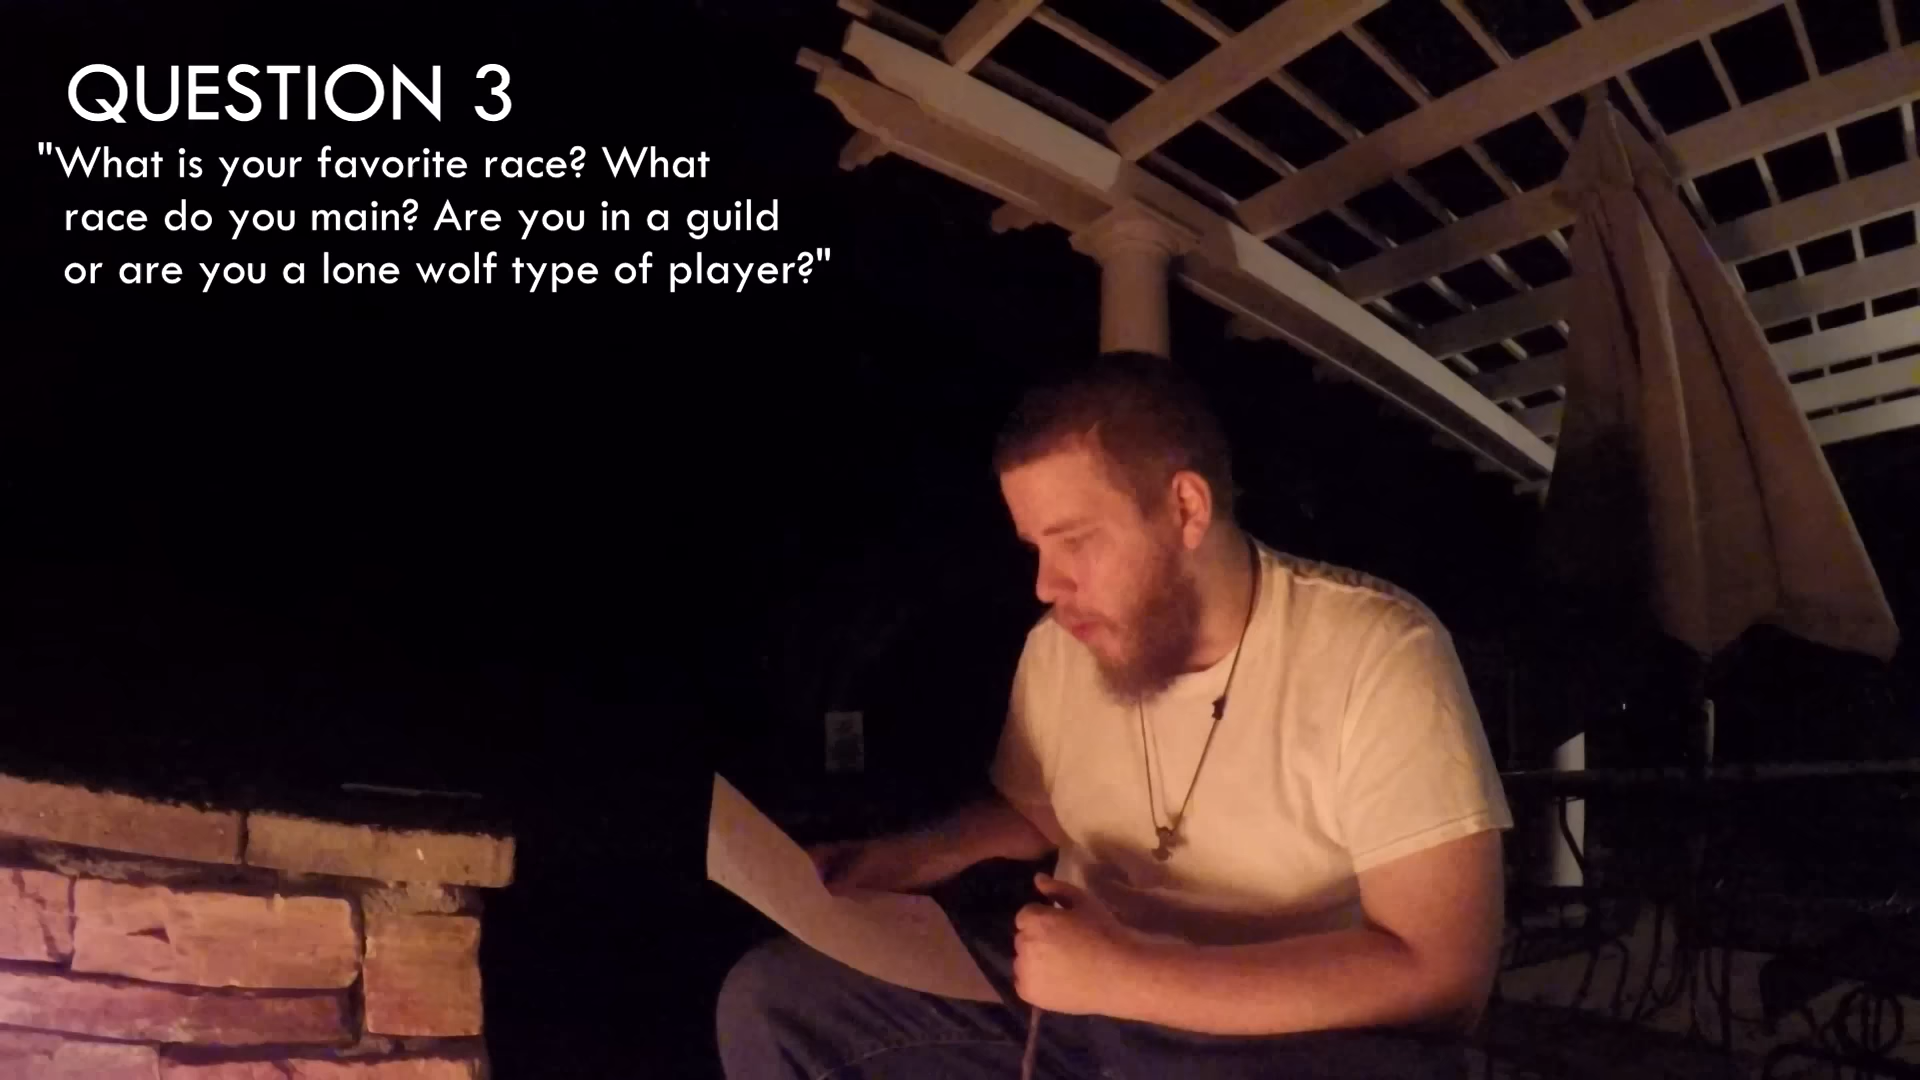 QUESTION 3
"What is your favorite race? What
race do you main? Are you in a guild
or are you a lone wolf type of player?"